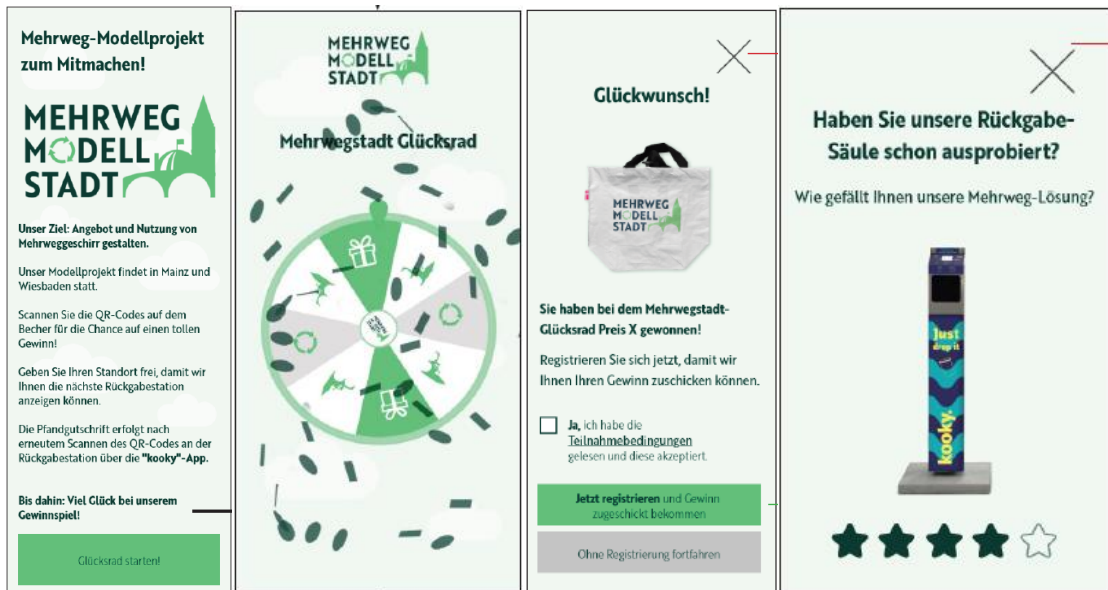 Mehrweg-Modellprojekt
zum Mitmachen!
MEHRWEG
MODELL
STADT
Unser Ziel: Angebot und Nutzung von
Mehrweggeschirr gestalten.
Unser Modellprojekt findet in Mainz und
Wiesbaden statt.
Scannen Sie die QR-Codes auf dem
Becher für die Chance auf einen tollen
Gewinn!
Geben Sie Ihren Standort frei, damit wir
Ihnen die nächste Rückgabestation
anzeigen können.
Die Pfandgutschrift erfolgt nach
erneutem Scannen des QR-Codes an der
Rückgabestation über die "kooky"-App.
Bis dahin: Viel Glück bei unserem
Gewinnspiel!
Glücksrad starten!
MEHRWEG
MODELL
STADT
Mehrwegstadt Glücksrad
Glückwunsch!
MEHRWEG
MODELL
STADT
Sie haben bei dem Mehrwegstadt-
Glücksrad Preis X gewonnen!
Registrieren Sie sich jetzt, damit wir
Ihnen Ihren Gewinn zuschicken können.
Ja, ich habe die
Teilnahmebedingungen
gelesen und diese akzeptiert.
Jetzt registrieren und Gewinn
zugeschickt bekommen
Ohne Registrierung fortfahren
Haben Sie unsere Rückgabe-
Säule schon ausprobiert?
Wie gefällt Ihnen unsere Mehrweg-Lösung?
Just
drop it
kooky.